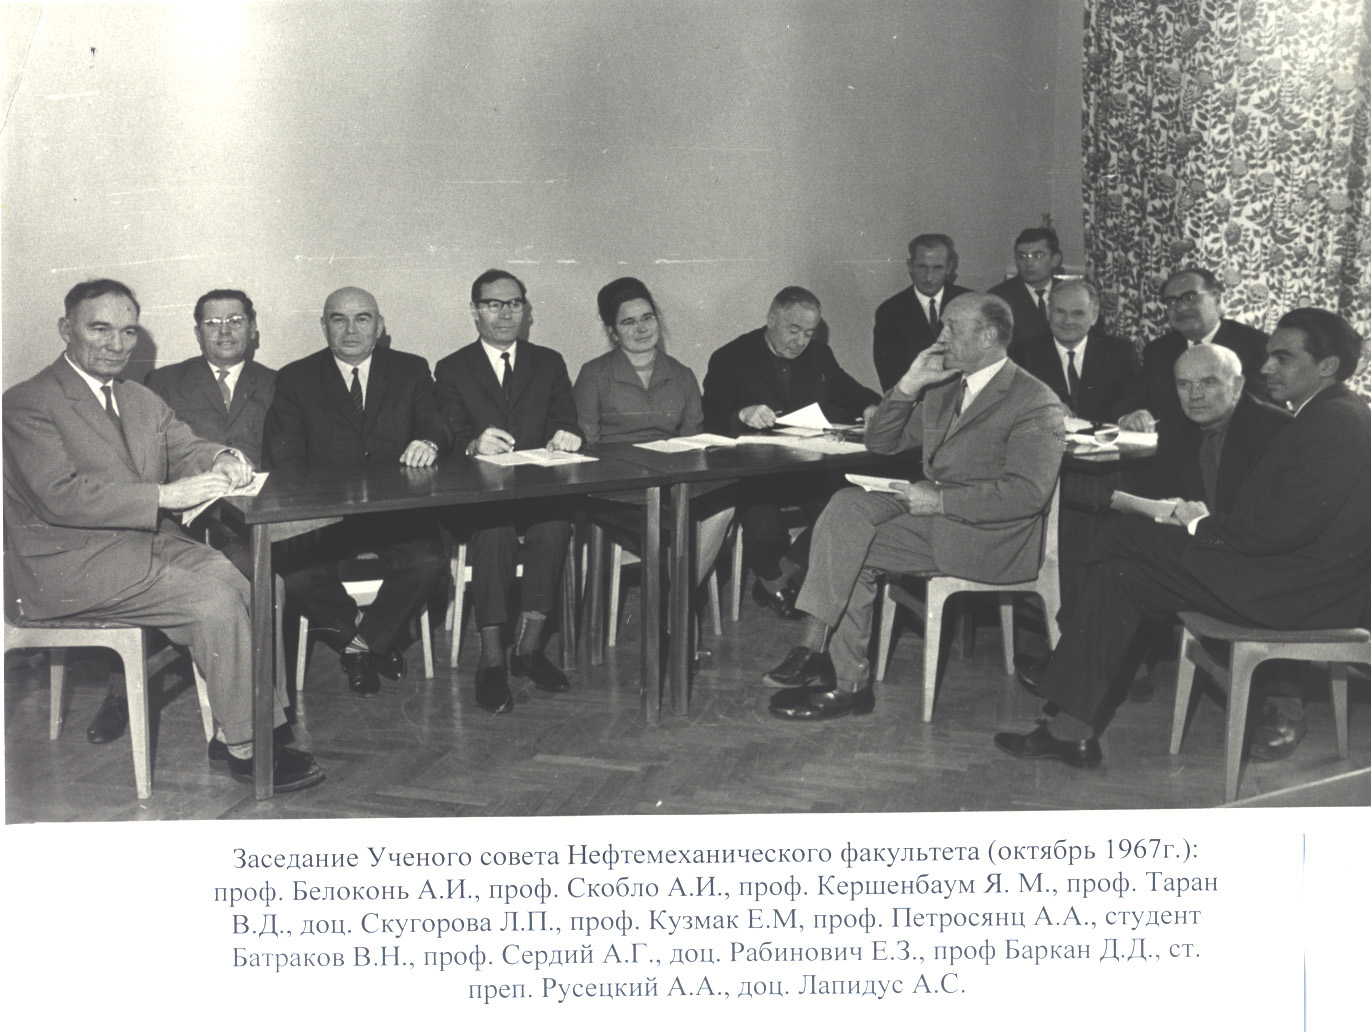 Заседание Ученого совета Нефтемеханического факультета (октябрь 1967г.):
проф. Белоконь А.И., проф. Скобло А.И., проф. Кершенбаум Я. М., проф. Таран
В.Д., доц. Скугорова Л.П., проф. Кузмак Е.М, проф. Петросянц А.А., студент
Батраков В.Н., проф. Сердий А.Г., доц. Рабинович Е.З., проф Баркан Д.Д., ст.
преп. Русецкий А.А., доц. Лапидус А.С.